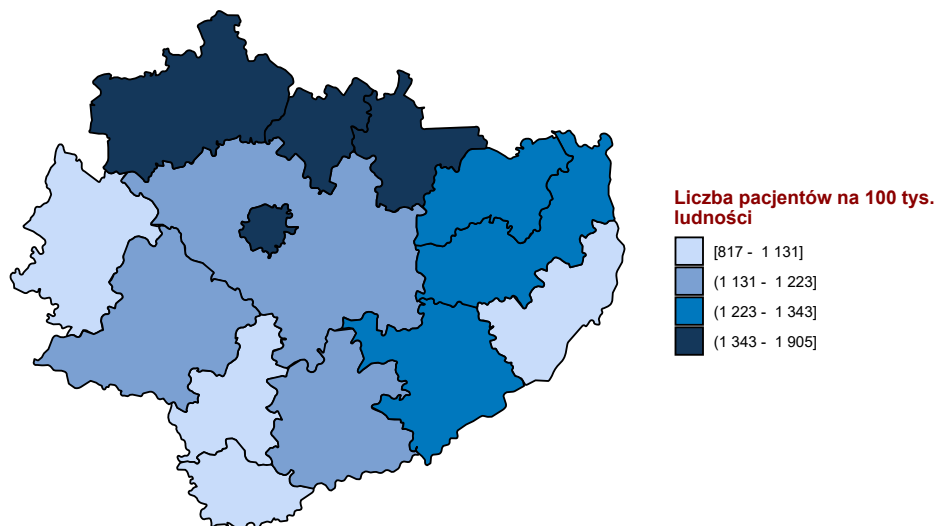 Liczba pacjentów na 100 tys.
ludności
[817 - 1 131]
(1 131 - 1 223]
(1 223 - 1 343]
(1 343 - 1 905]